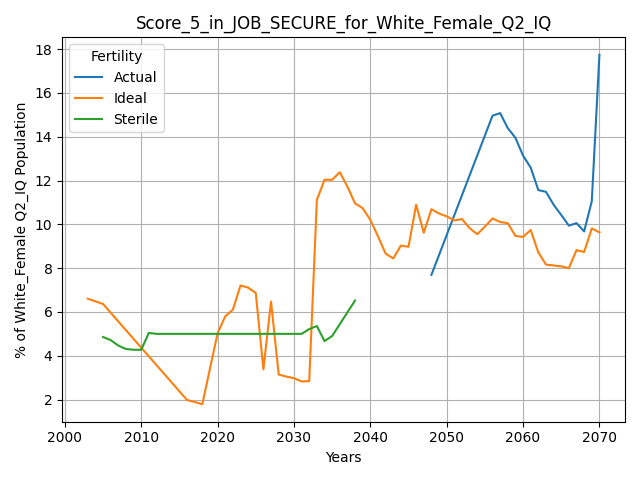 Score_5_in_JOB_SECURE_for_White_Female_Q2_IQ
% of White_Female Q2_IQ Population
18
16
14
12
10
8
6
4
2
Fertility
Actual
Ideal
Sterile
2000 2010 2020 2030 2040 2050 2060 2070
Years